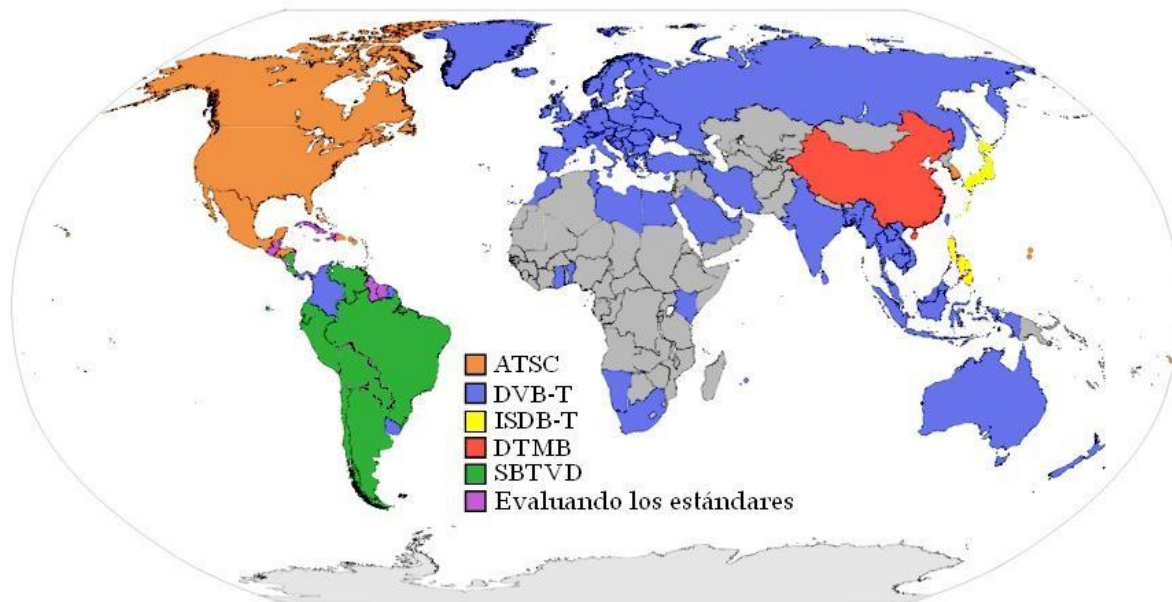 ATSC
DVB-T
ISDB-T
DTMB
SBTVD
Evaluando los estándares